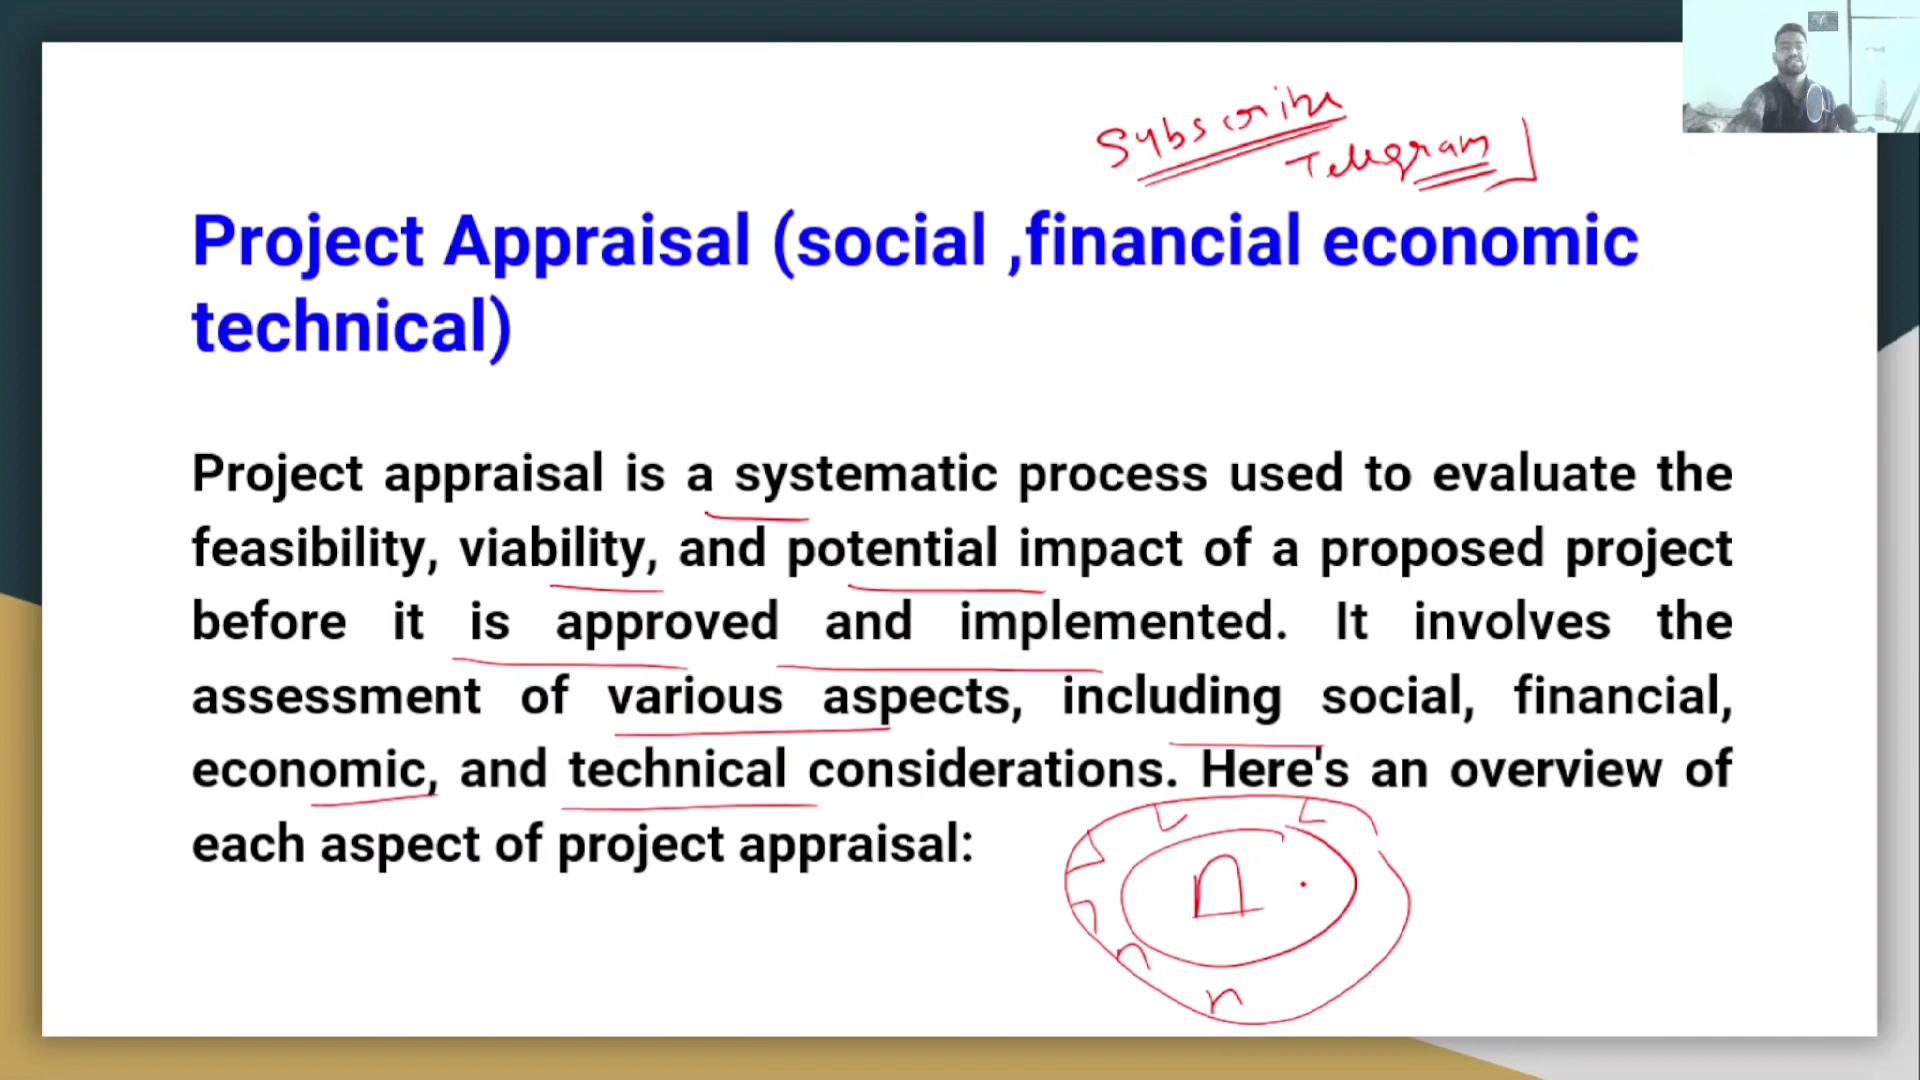 Subscribe
Telegram
Project Appraisal (social ,financial economic
technical)
Project appraisal is a systematic process used to evaluate the
feasibility, viability, and potential impact of a proposed project
before it is approved and implemented. It involves the
assessment of various aspects, including social, financial,
economic, and technical considerations. Here's an overview of
each aspect of project appraisal: